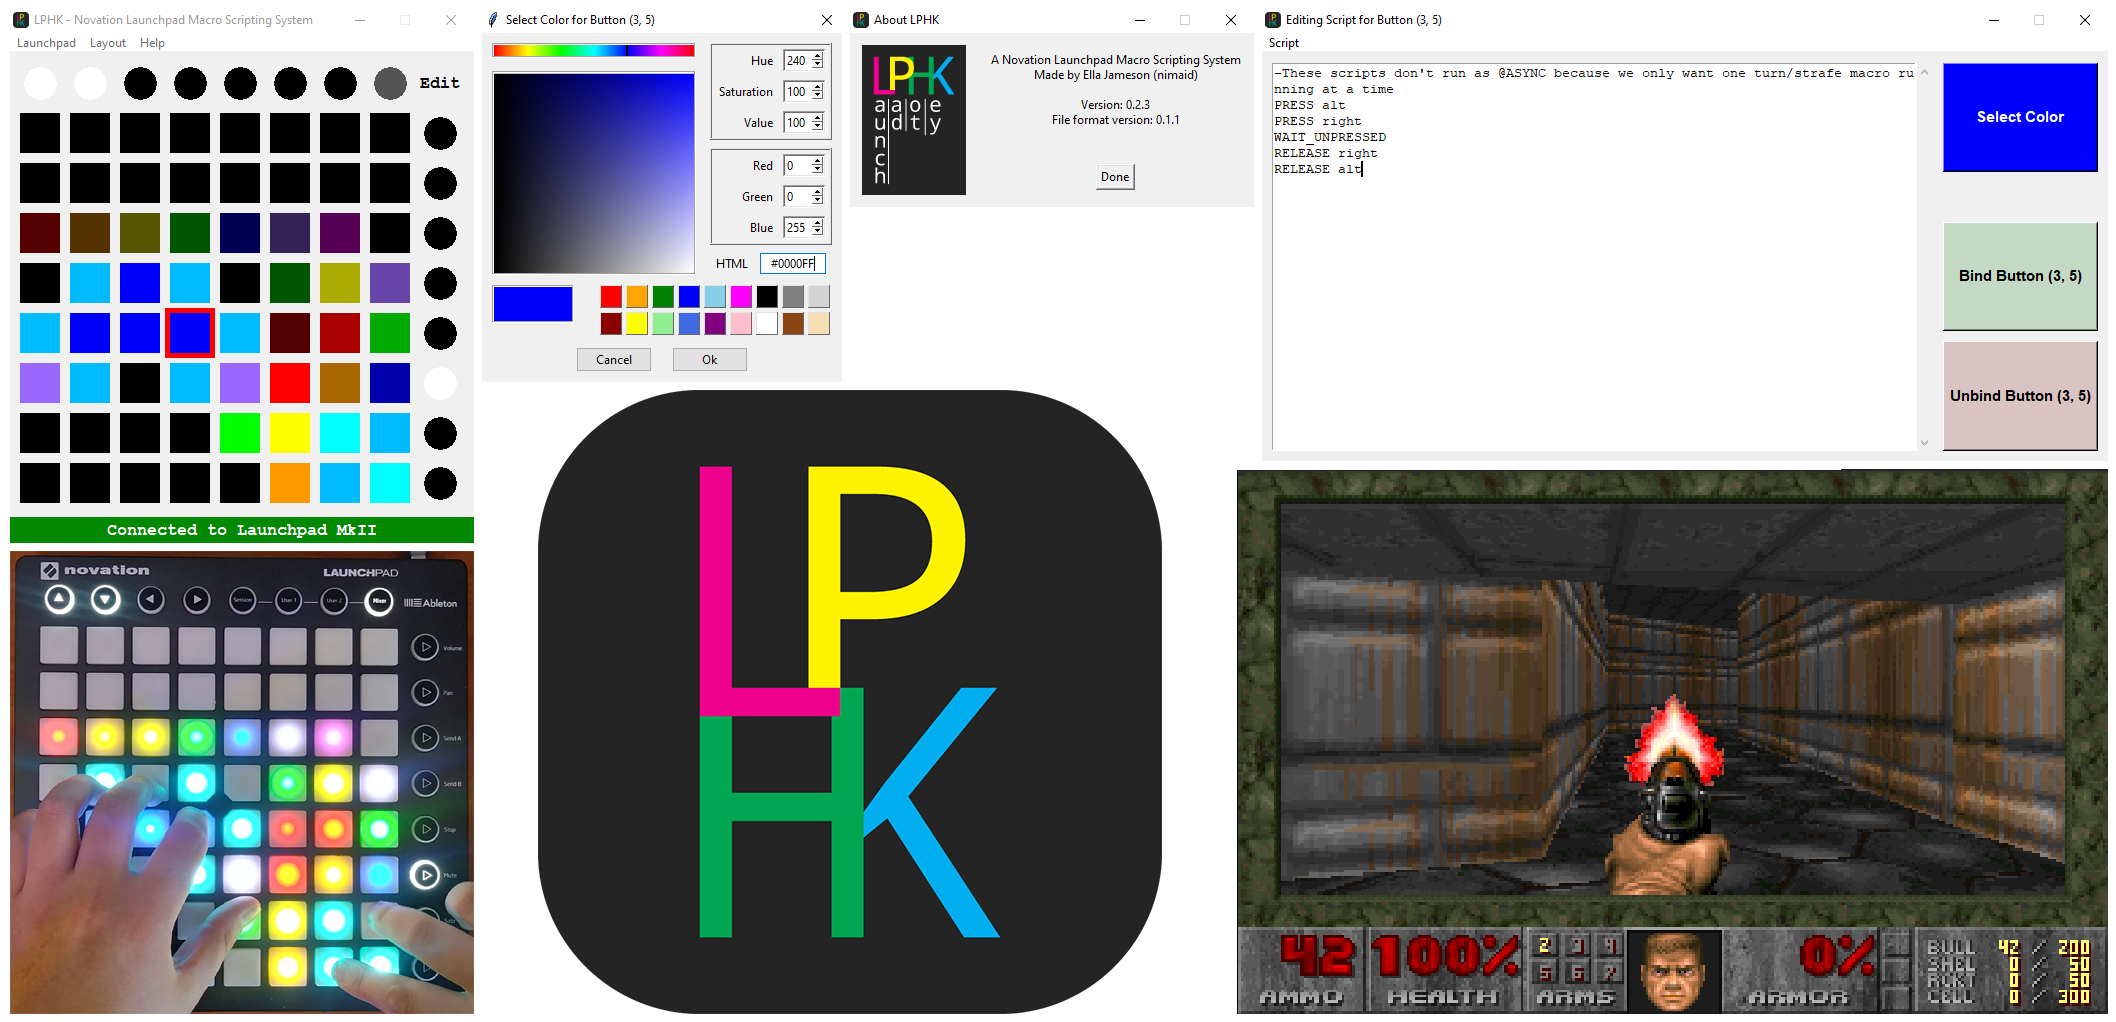 LPHK - Novation Launchpad Macro Scripting System
Launchpad Layout Help
Edit
Connected to Launchpad MkII
novation
LAUNCHPAD
Session User 1 User 2 Mixer Ableton
Volume
Pan
Send A
Send B
Stop
Mute
Select Color for Button (3, 5)
Hue 240
Saturation 100
Value 100
Red 0
Green 0
Blue 255
HTML #0000FF
Cancel Ok
About LPHK
LPHK
a a o e
u d t y
n
c
h
A Novation Launchpad Macro Scripting System
Made by Ella Jameson (nimaid)
Version: 0.2.3
File format version: 0.1.1
Done
LPHK
Editing Script for Button (3, 5)
Script
-These scripts don't run as @ASYNC because we only want one turn/strafe macro ru
nning at a time
PRESS alt
PRESS right
WAIT_UNPRESSED
RELEASE right
RELEASE alt
Select Color
Bind Button (3, 5)
Unbind Button (3, 5)
42 100% 2 3 4 0%
5 6 7
AMMO HEALTH ARMS ARMOR
BULL 42 / 200
SHEL 0 / 50
RCKT 0 / 50
CELL 0 / 300